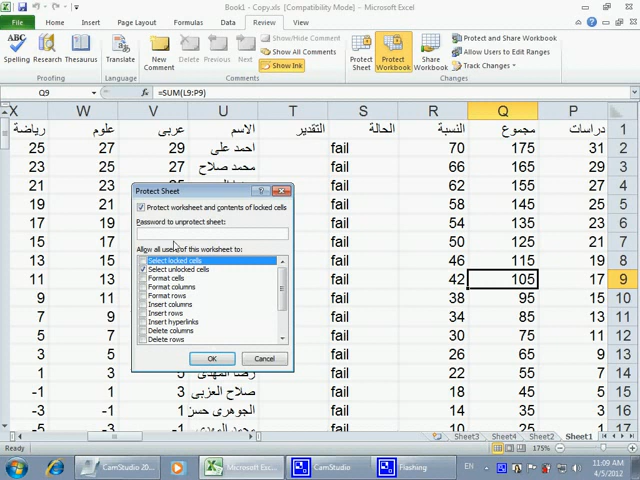 Book1 - Copy.xls [Compatibility Mode] - Microsoft Excel
File Home Insert Page Layout Formulas Data Review View
Spelling Research Thesaurus
Proofing
Translate
Language
New Comment
Delete Previous Next
Show/Hide Comment
Show All Comments
Show Ink
Comments
Protect Sheet
Protect Workbook
Share Workbook
Protect and Share Workbook
Allow Users to Edit Ranges
Track Changes
Changes
Q9 fx =SUM(L9:P9)
X W V U T S R Q P
رياضة علوم عربى الاسم التقدير الحالة النسبة مجموع دراسات 1
25 27 29 احمد على fail 70 175 31 2
23 25 27 محمد صلاح fail 66 165 29 3
21 23 fail 62 155 27 4
19 21 fail 58 145 25 5
17 19 fail 54 135 23 6
15 17 fail 50 125 21 7
13 15 fail 46 115 19 8
11 13 fail 42 105 17 9
9 11 fail 38 95 15 10
7 9 fail 34 85 13 11
5 7 fail 30 75 11 12
3 5 fail 26 65 9 13
1 3 5 رضا المهدى fail 22 55 7 14
-1 1 3 صلاح العزبى fail 18 45 5 15
-3 -1 1 الجوهرى حسن fail 14 35 3 16
-5 -3 -1 محمد المهدى fail 10 25 1 17
Protect Sheet
Protect worksheet and contents of locked cells
Password to unprotect sheet:
Allow all users of this worksheet to:
Select locked cells
Select unlocked cells
Format cells
Format columns
Format rows
Insert columns
Insert rows
Insert hyperlinks
Delete columns
Delete rows
OK Cancel
Sheet3 Sheet4 Sheet2 Sheet1
Ready 175%
CamStudio 20... Microsoft Exc... CamStudio Flashing EN 11:09 AM
4/5/2012